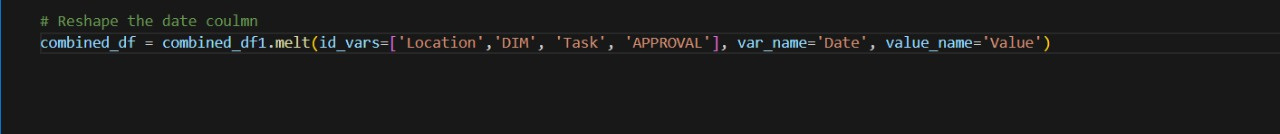 # Reshape the date coulmn
combined_df = combined_df1.melt(id_vars=['Location','DIM', 'Task', 'APPROVAL'], var_name='Date', value_name='Value')